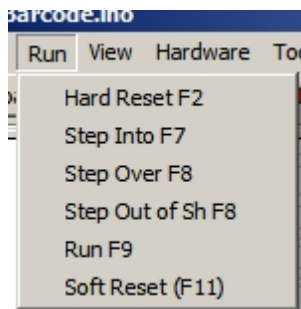 Barcode.ino
Run View Hardware
Hard Reset F2
Step Into F7
Step Over F8
Step Out of Sh F8
Run F9
Soft Reset (F11)